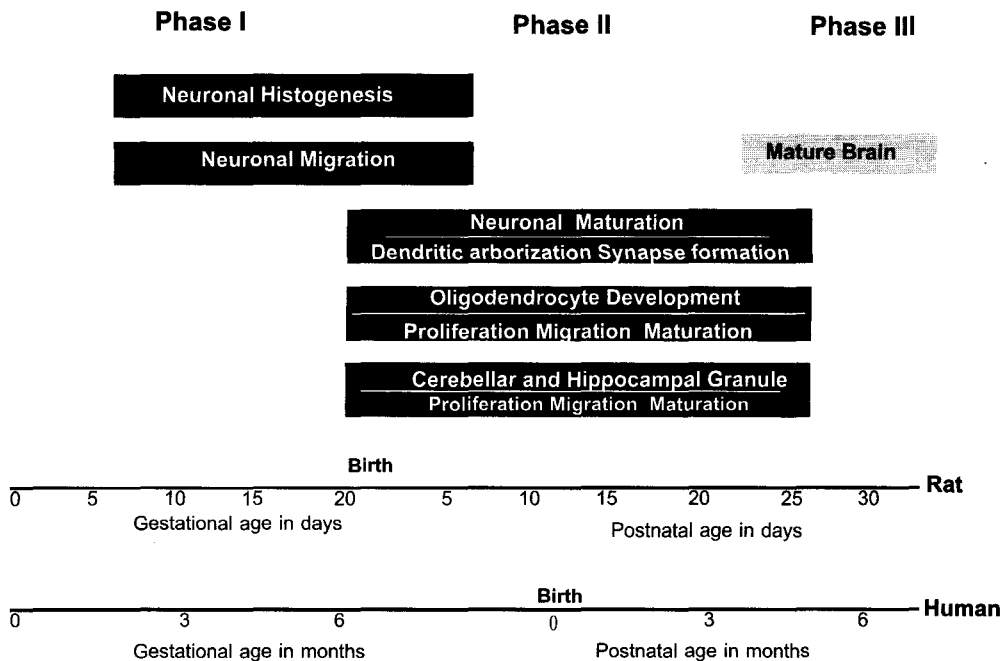 Phase I Phase II Phase III
Neuronal Histogenesis
Neuronal Migration Mature Brain
Neuronal Maturation
Dendritic arborization Synapse formation
Oligodendrocyte Development
Proliferation Migration Maturation
Cerebellar and Hippocampal Granule
Proliferation Migration Maturation
Birth
Rat
0 5 10 15 20 5 10 15 20 25 30
Gestational age in days Postnatal age in days
Birth
Human
0 3 6 0 3 6
Gestational age in months Postnatal age in months